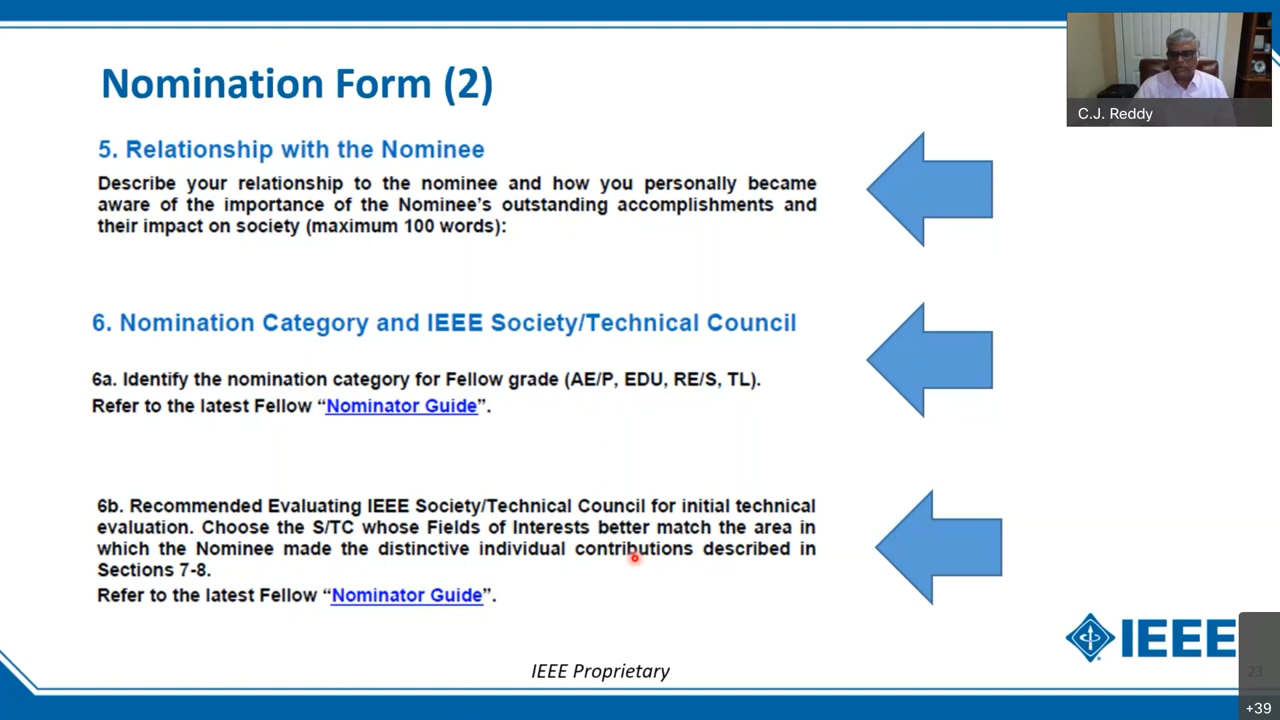 Nomination Form (2)
C.J. Reddy
5. Relationship with the Nominee
Describe your relationship to the nominee and how you personally became
aware of the importance of the Nominee's outstanding accomplishments and
their impact on society (maximum 100 words):
6. Nomination Category and IEEE Society/Technical Council
6a. Identify the nomination category for Fellow grade (AE/P, EDU, RE/S, TL).
Refer to the latest Fellow “Nominator Guide”.
6b. Recommended Evaluating IEEE Society/Technical Council for initial technical
evaluation. Choose the S/TC whose Fields of Interests better match the area in
which the Nominee made the distinctive individual contributions described in
Sections 7-8.
Refer to the latest Fellow “Nominator Guide”.
IEEE
IEEE Proprietary
23
+39